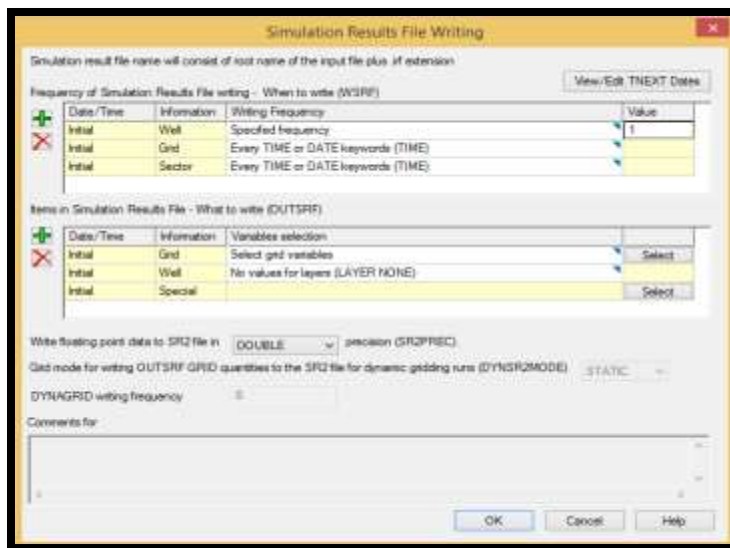 Simulation Results File Writing
Simulation result file name will consist of root name of the input file plus .irf extension
View/Edit TNEXT Dates
Frequency of Simulation Results File writing - When to write (WSRF)
Date/Time Information Writing Frequency Value
Initial Well Specified frequency 1
Initial Grid Every TIME or DATE keywords (TIME)
Initial Sector Every TIME or DATE keywords (TIME)
Items in Simulation Results File - What to write (OUTSRF)
Date/Time Information Variables selection
Initial Grid Select grid variables Select
Initial Well No values for layers (LAYER NONE)
Initial Special Select
Write floating point data to SR2 file in DOUBLE precision (SR2PREC)
Grid mode for writing OUTSRF GRID quantities to the SR2 file for dynamic gridding runs (DYNSR2MODE) STATIC
DYNAGRID writing frequency
Comments for
OK Cancel Help